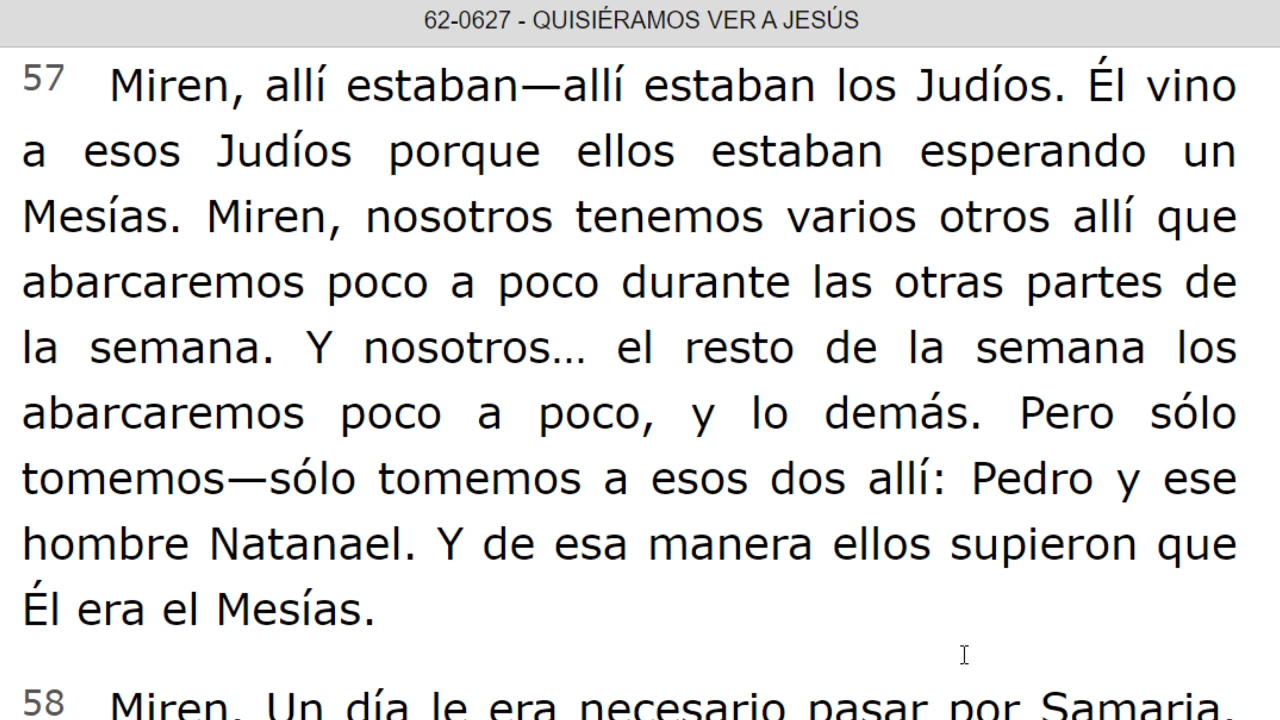 62-0627 - QUISIÉRAMOS VER A JESÚS
57 Miren, allí estaban—allí estaban los Judíos. Él vino
a esos Judíos porque ellos estaban esperando un
Mesías. Miren, nosotros tenemos varios otros allí que
abarcaremos poco a poco durante las otras partes de
la semana. Y nosotros... el resto de la semana los
abarcaremos poco a poco, y lo demás. Pero sólo
tomemos—sólo tomemos a esos dos allí: Pedro y ese
hombre Natanael. Y de esa manera ellos supieron que
Él era el Mesías.
58 Miren. Un día le era necesario pasar por Samaria.